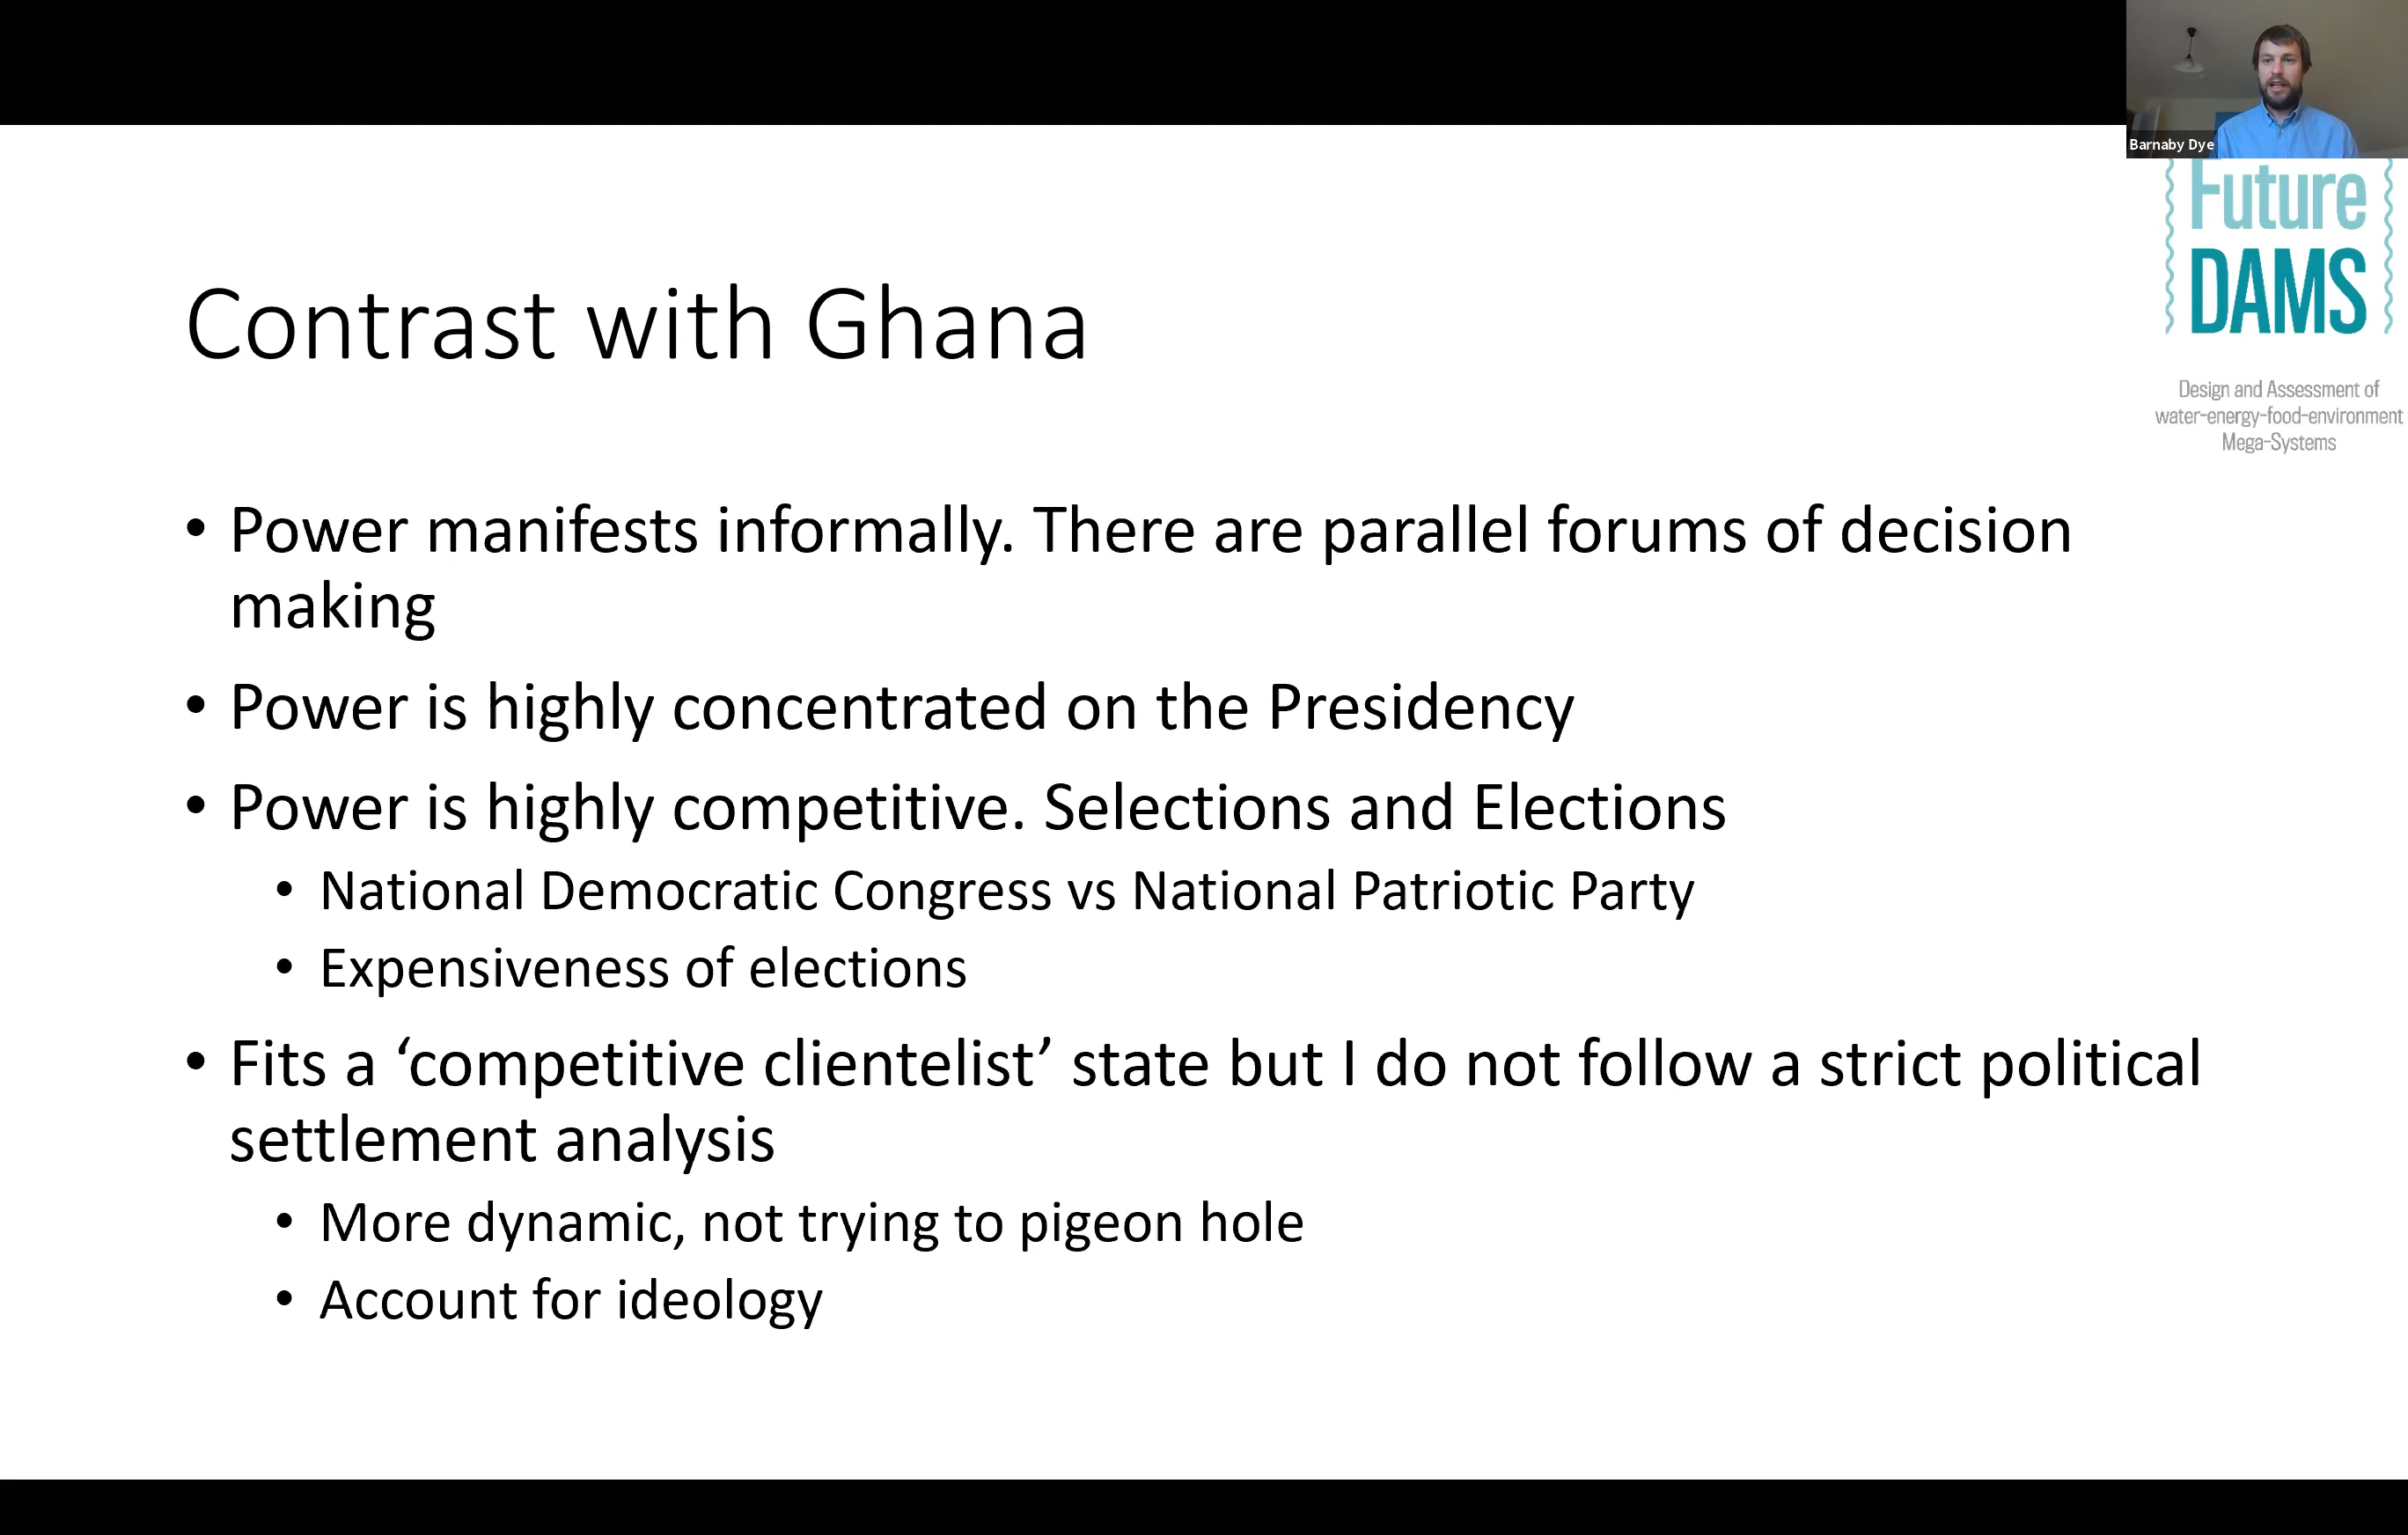 Barnaby Dye
Future
DAMS
Design and Assessment of
water-energy-food-environment
Mega-Systems
Contrast with Ghana
• Power manifests informally. There are parallel forums of decision
making
• Power is highly concentrated on the Presidency
• Power is highly competitive. Selections and Elections
• National Democratic Congress vs National Patriotic Party
• Expensiveness of elections
• Fits a ‘competitive clientelist’ state but I do not follow a strict political
settlement analysis
• More dynamic, not trying to pigeon hole
• Account for ideology